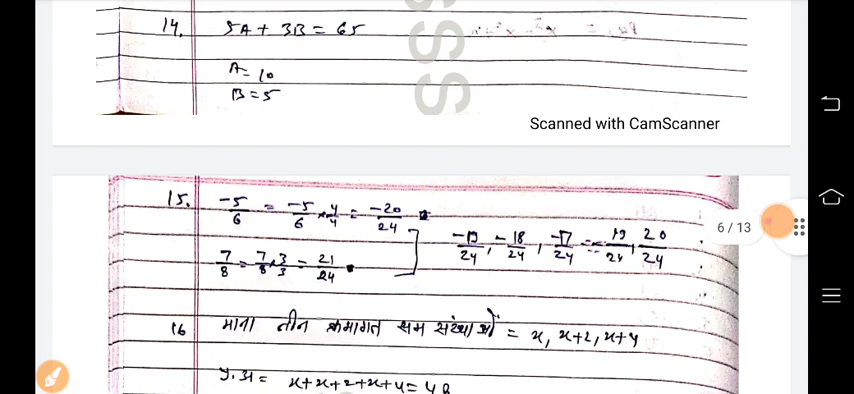 14. 5A + 3B = 65
A = 10
B = 5
SSS
Scanned with CamScanner
15. -5/6 = -5/6 × 4/4 = -20/24
7/8 = 7/8 × 3/3 = 21/24 ] -19/24, -18/24, -17/24 = -- 19/24, 20/24
6 / 13
16 माना तीन क्रमागत सम संख्याओं = x, x+2, x+4
प्र.अ = x+x+2+x+4=48